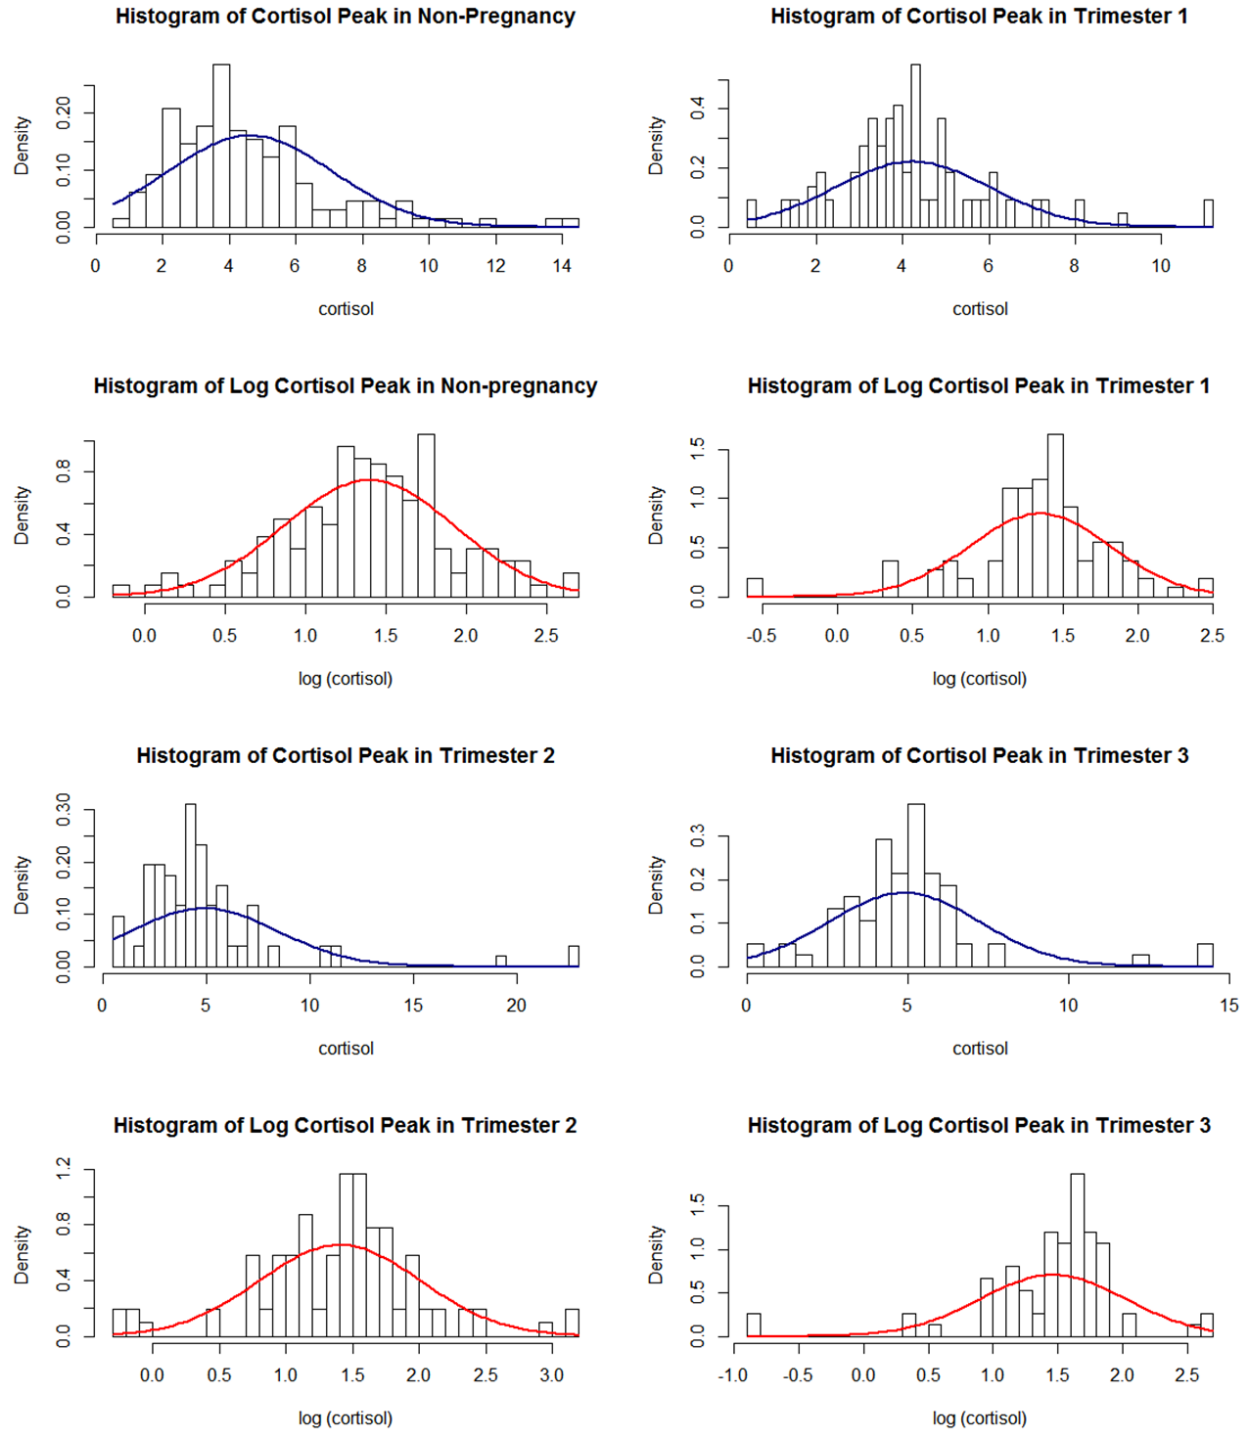 Histogram of Cortisol Peak in Non-Pregnancy
Density
0.00 0.10 0.20
0 2 4 6 8 10 12 14
cortisol
Histogram of Cortisol Peak in Trimester 1
Density
0.0 0.2 0.4
0 2 4 6 8 10
cortisol
Histogram of Log Cortisol Peak in Non-pregnancy
Density
0.0 0.4 0.8
0.0 0.5 1.0 1.5 2.0 2.5
log (cortisol)
Histogram of Log Cortisol Peak in Trimester 1
Density
0.0 0.5 1.0 1.5
-0.5 0.0 0.5 1.0 1.5 2.0 2.5
log (cortisol)
Histogram of Cortisol Peak in Trimester 2
Density
0.00 0.10 0.20 0.30
0 5 10 15 20
cortisol
Histogram of Cortisol Peak in Trimester 3
Density
0.0 0.1 0.2 0.3
0 5 10 15
cortisol
Histogram of Log Cortisol Peak in Trimester 2
Density
0.0 0.4 0.8 1.2
0.0 0.5 1.0 1.5 2.0 2.5 3.0
log (cortisol)
Histogram of Log Cortisol Peak in Trimester 3
Density
0.0 0.5 1.0 1.5
-1.0 -0.5 0.0 0.5 1.0 1.5 2.0 2.5
log (cortisol)